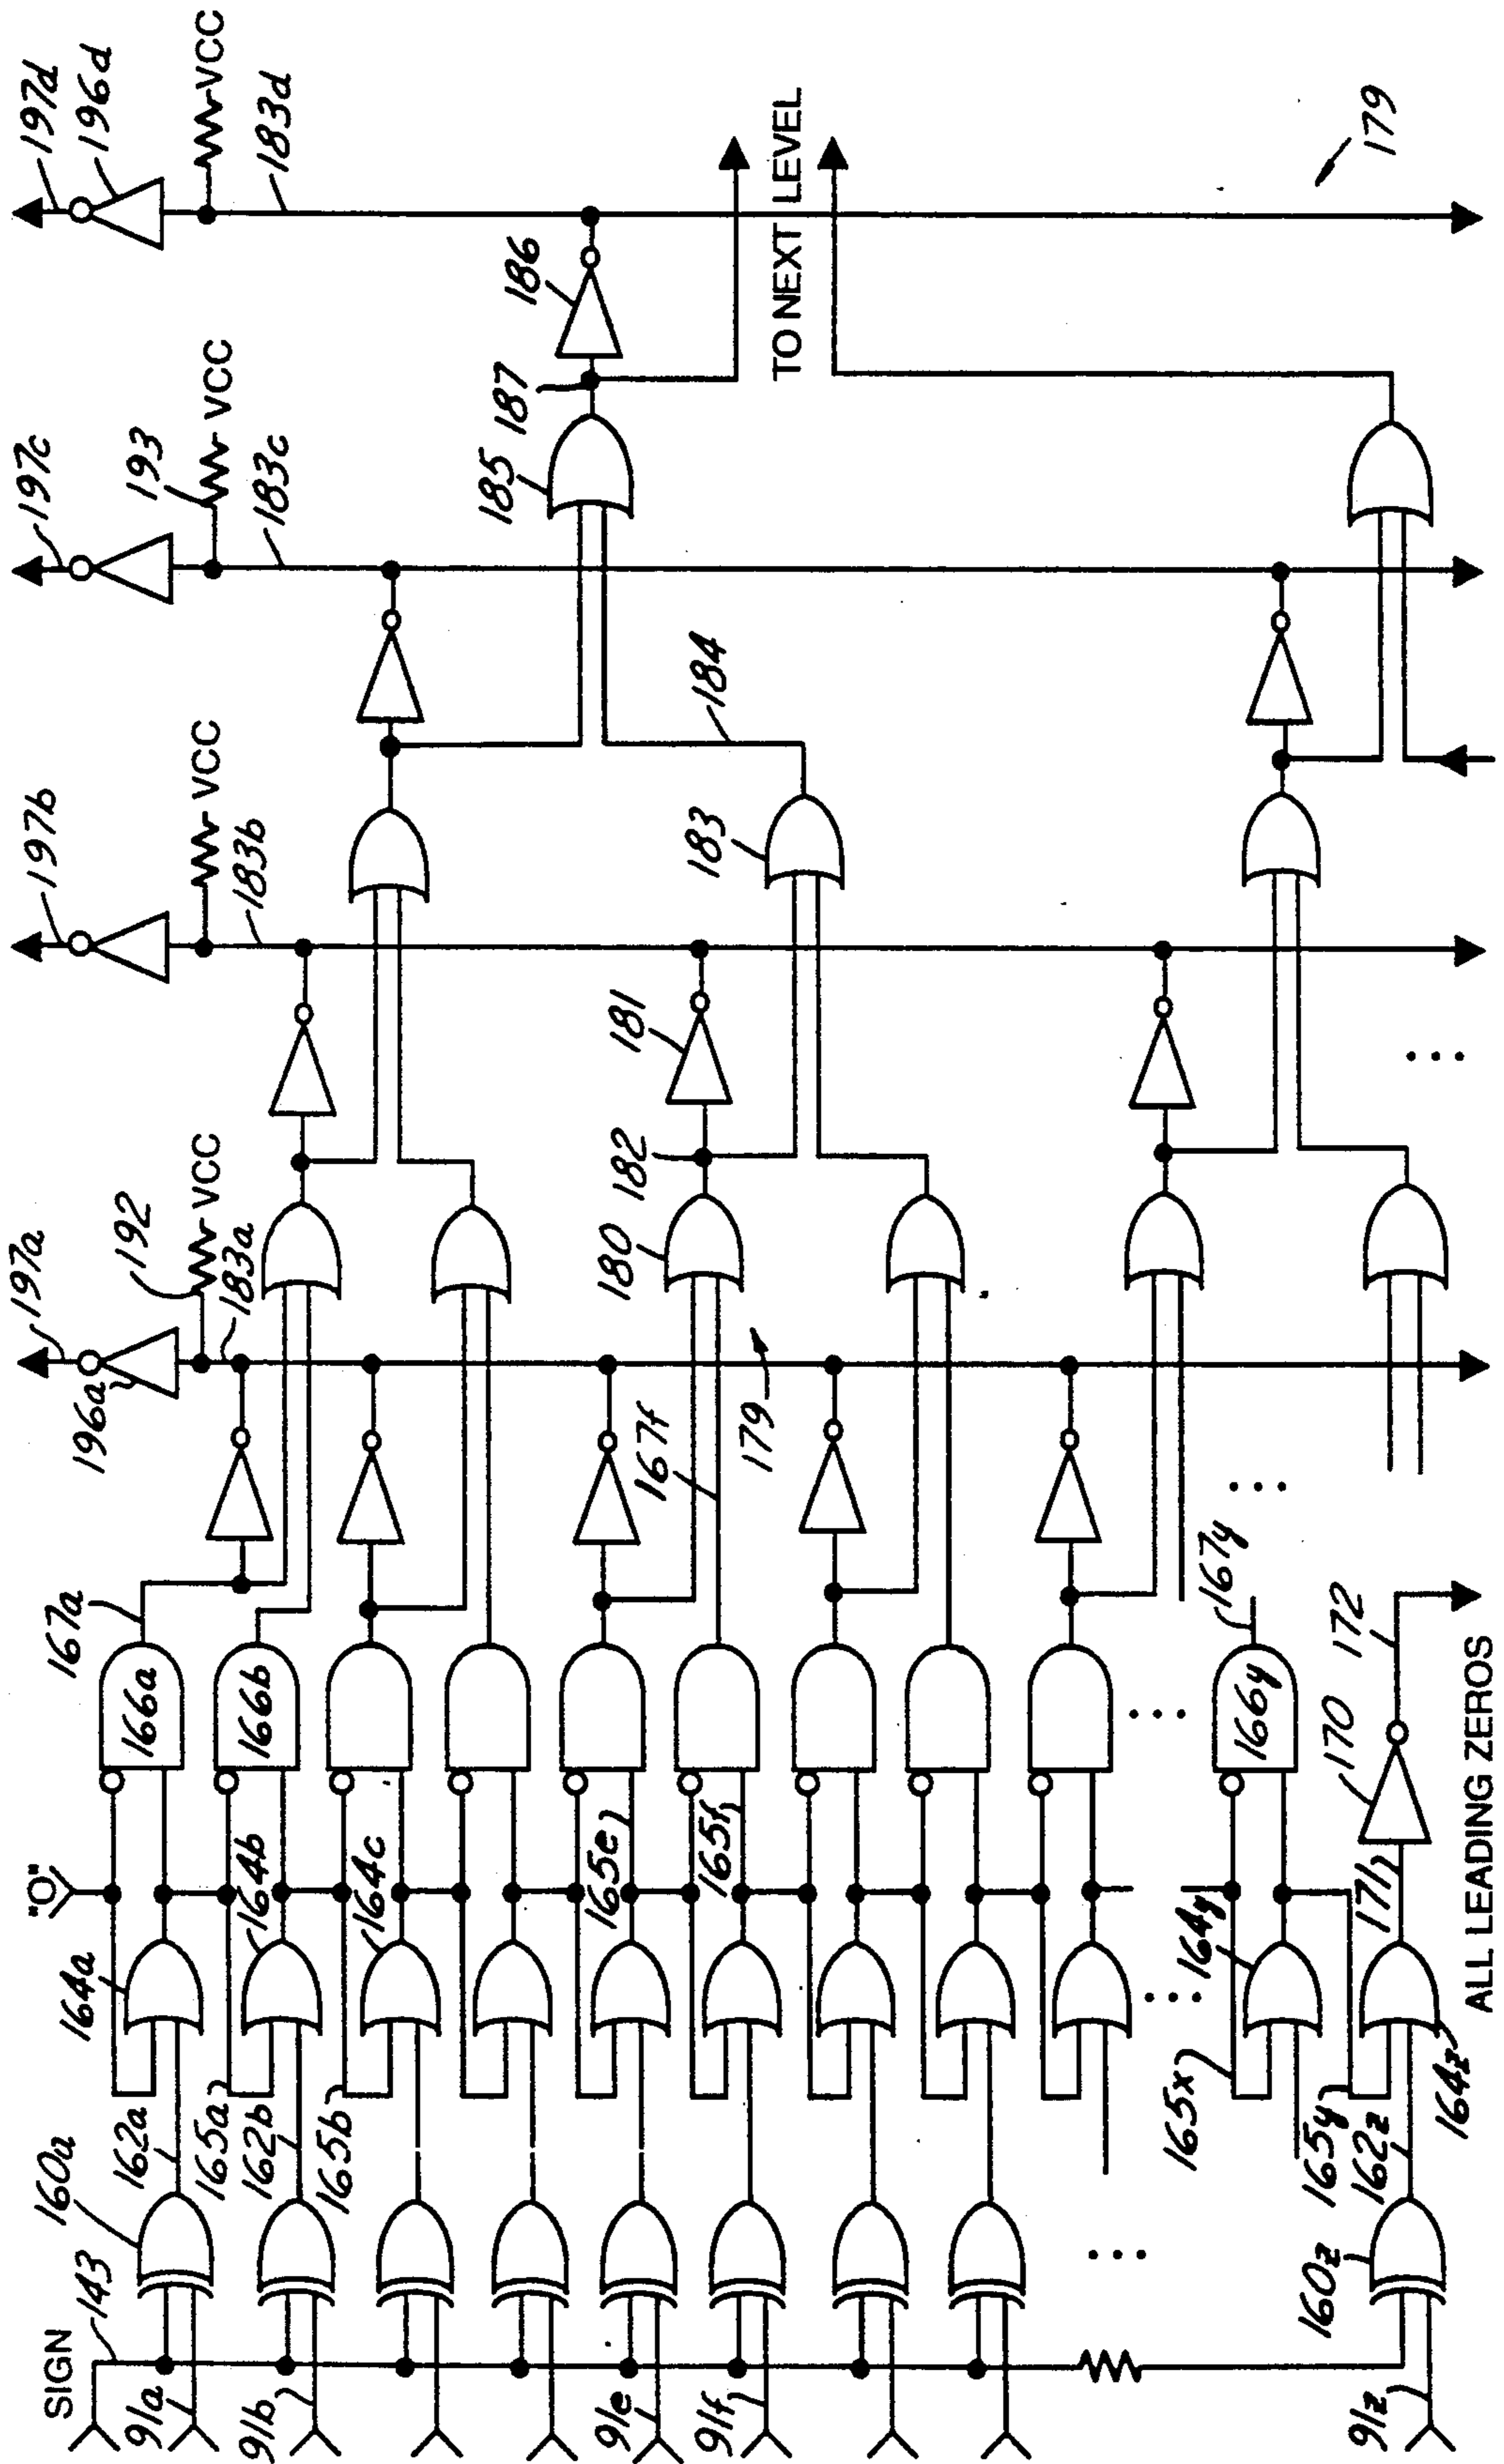 SIGN
143
91a
91b
91e
91f
91z
160a
160z
162a
165a
162b
165b
165x
165y
162z
164a
164b
164c
164y
164z
"O"
165e
165f
171
166a
166b
166y
167a
167f
167y
170
172
ALL LEADING ZEROS
196a
197a
192
VCC
183a
179
180
182
181
197b
VCC
183b
183
184
197c
193
VCC
183c
185
187
186
TO NEXT LEVEL
197d
196d
VCC
183d
179